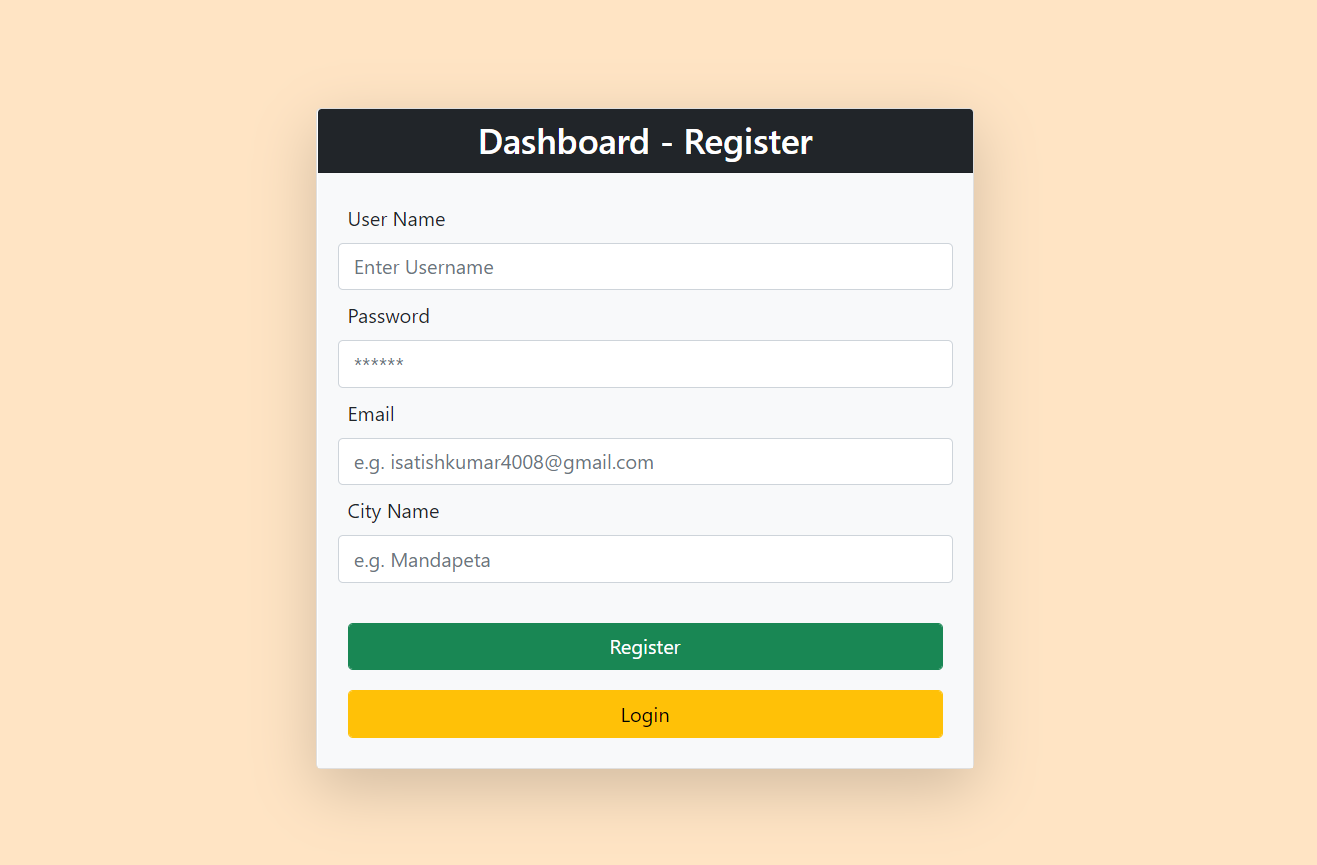 Dashboard - Register
User Name
Enter Username
Password
******
Email
e.g. isatishkumar4008@gmail.com
City Name
e.g. Mandapeta
Register
Login